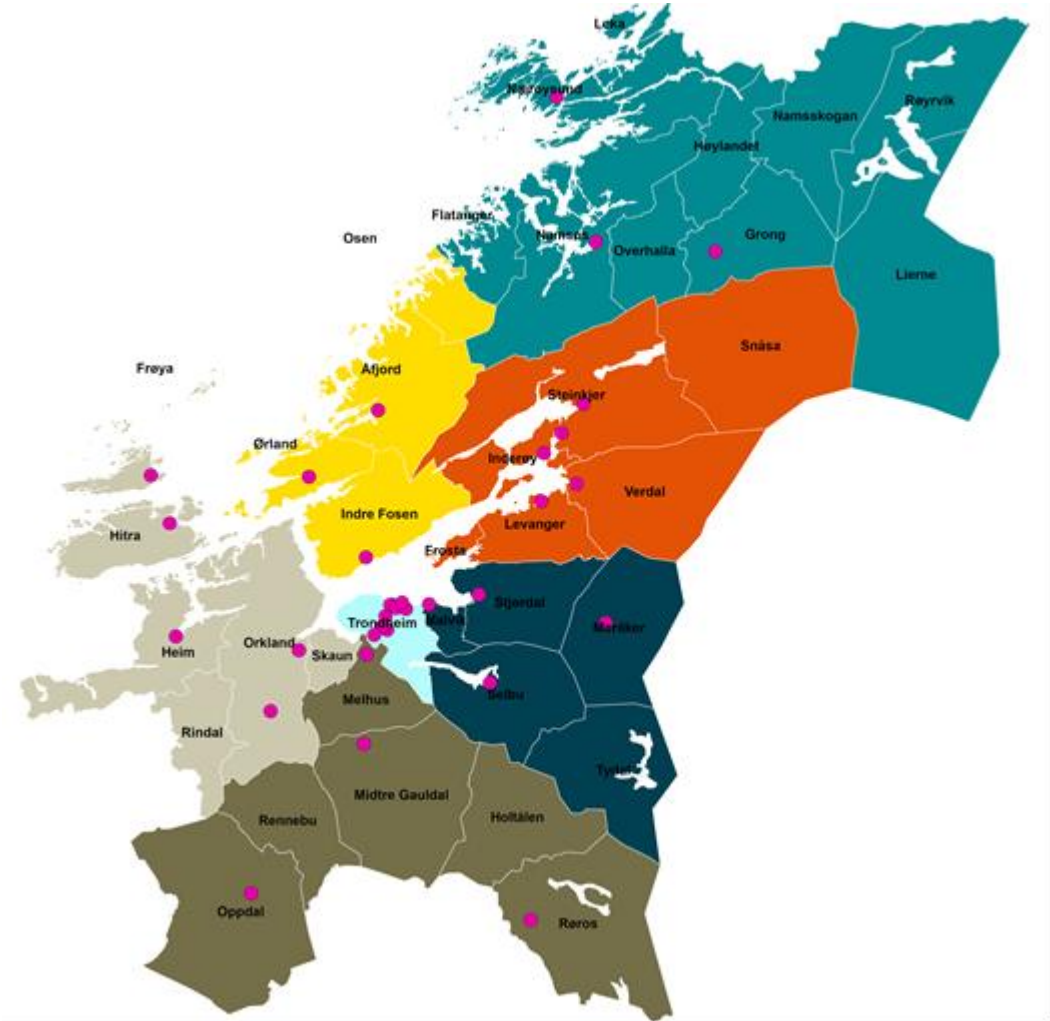 Leka
Nærøysund
Røyrvik
Namsskogan
Høylandet
Flatanger
Osen
Namsos
Overhalla
Grong
Lierne
Snåsa
Frøya
Åfjord
Steinkjer
Ørland
Inderøy
Verdal
Indre Fosen
Levanger
Hitra
Frosta
Stjørdal
Trondheim
Malvik
Meråker
Orkland
Heim
Skaun
Selbu
Melhus
Rindal
Tydal
Midtre Gauldal
Rennebu
Holtålen
Oppdal
Røros